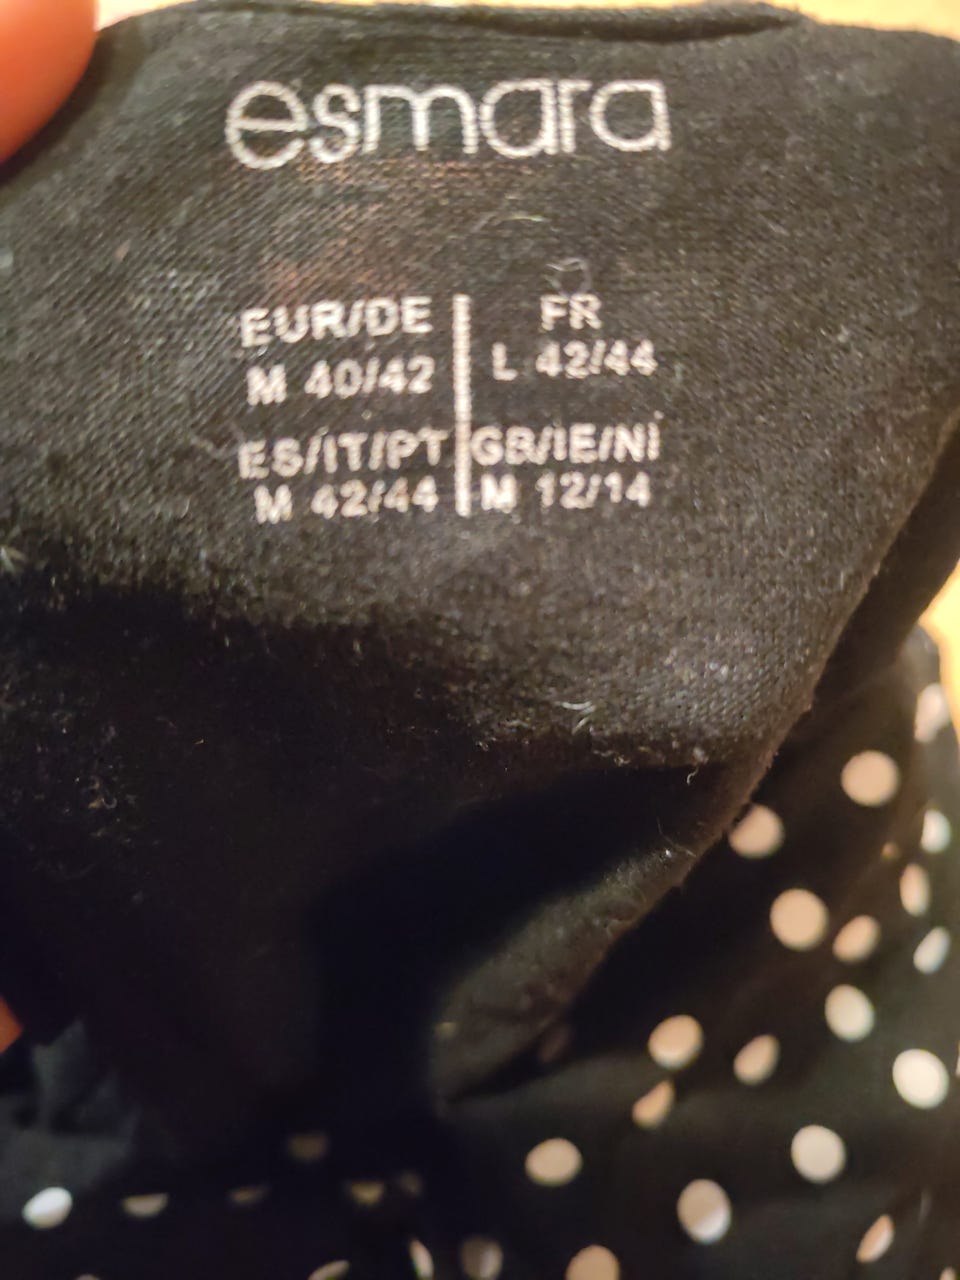 esmara
EUR/DE
M 40/42
FR
L 42/44
ES/IT/PT
M 42/44
GB/IE/NI
M 12/14